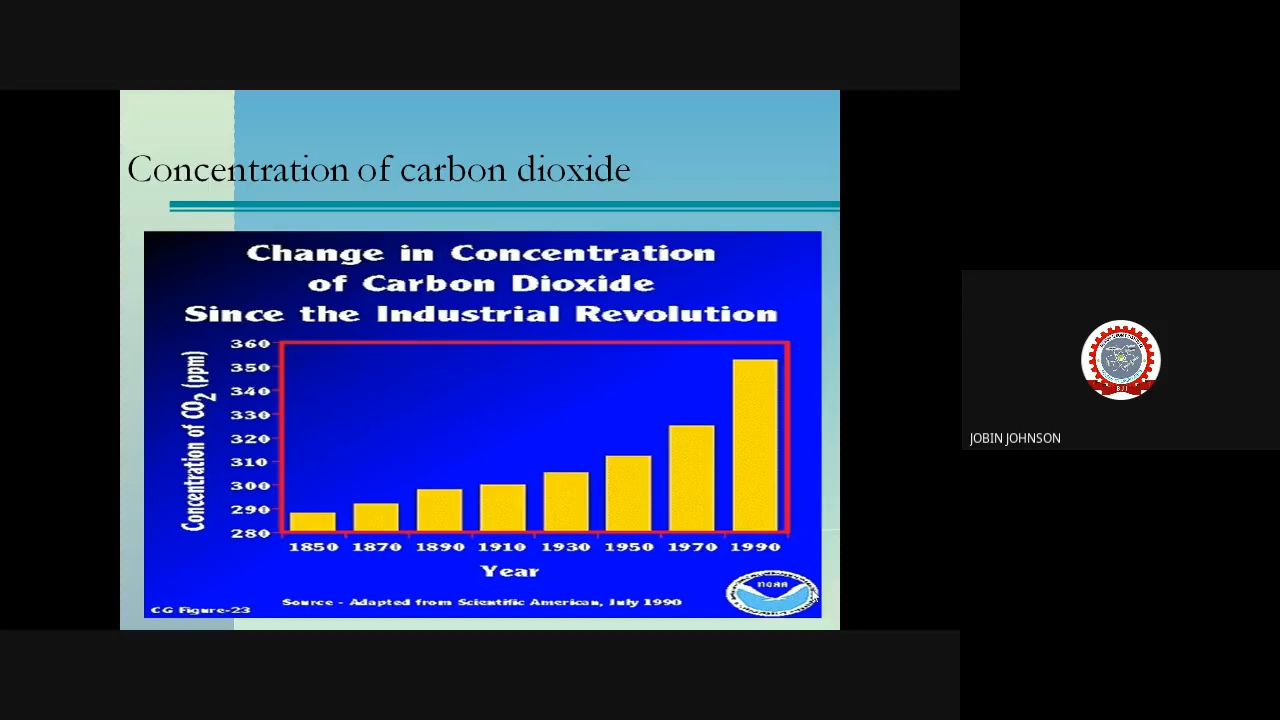 Concentration of carbon dioxide
Change in Concentration
of Carbon Dioxide
Since the Industrial Revolution
Concentration of CO2 (ppm)
360
350
340
330
320
310
300
290
280
1850 1870 1890 1910 1930 1950 1970 1990
Year
CG Figure-23
Source - Adapted from Scientific American, July 1990
noaa
BJI
JOBIN JOHNSON